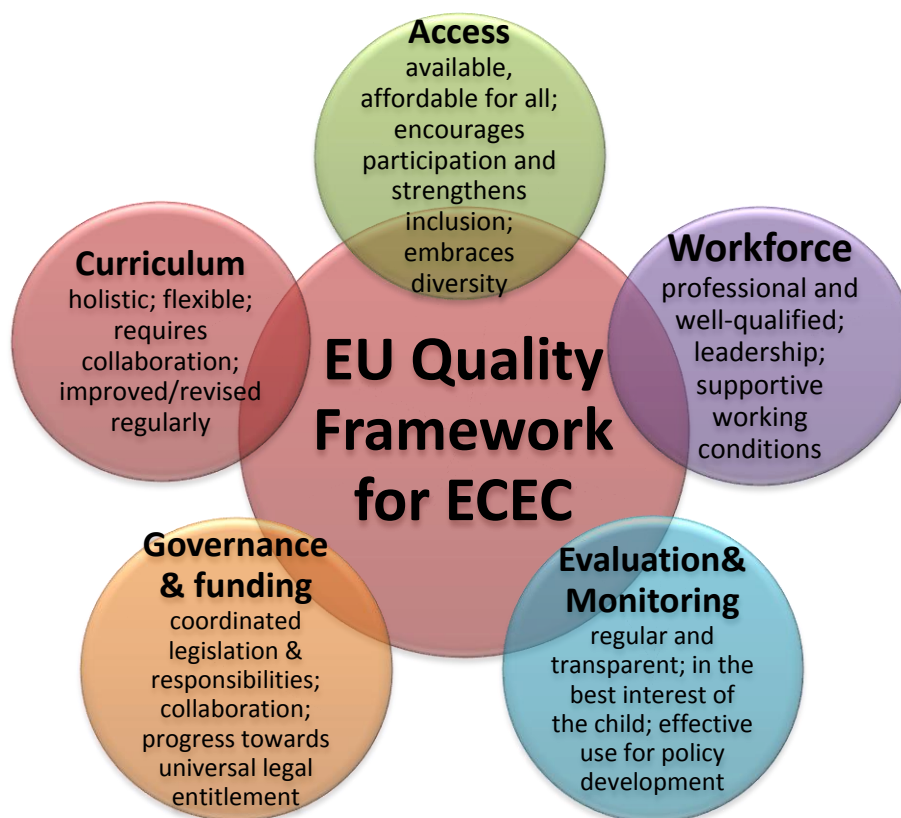 Access
available,
affordable for all;
encourages
participation and
strengthens
inclusion;
embraces
diversity
Curriculum
holistic; flexible;
requires
collaboration;
improved/revised
regularly
Workforce
professional and
well-qualified;
leadership;
supportive
working
conditions
EU Quality
Framework
for ECEC
Governance
& funding
coordinated
legislation &
responsibilities;
collaboration;
progress towards
universal legal
entitlement
Evaluation&
Monitoring
regular and
transparent; in the
best interest of
the child; effective
use for policy
development